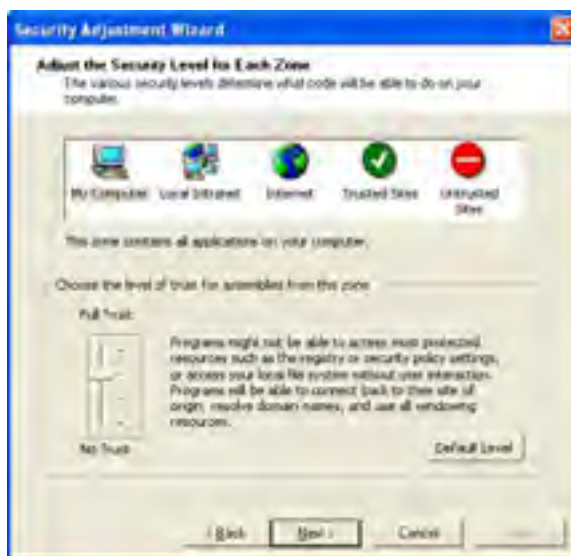 Security Adjustment Wizard
Adjust the Security Level for Each Zone
The various security levels determine what code will be able to do on your
computer.
My Computer Local Intranet Internet Trusted Sites Untrusted
Sites
This zone contains all applications on your computer.
Choose the level of trust for assemblies from this zone
Full Trust
Programs might not be able to access most protected
resources such as the registry or security policy settings,
or access your local file system without user interaction.
Programs will be able to connect back to their site of
origin, resolve domain names, and use all windowing
resources.
No Trust
Default Level
< Back Next > Cancel